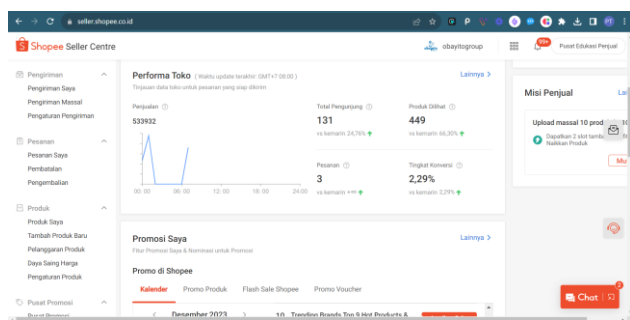 seller.shopee.co.id
Shopee Seller Centre
obayitogroup
99+
Pusat Edukasi Penjual
Pengiriman
Pengiriman Saya
Pengiriman Massal
Pengaturan Pengiriman
Pesanan
Pesanan Saya
Pembatalan
Pengembalian
Produk
Produk Saya
Tambah Produk Baru
Pelanggaran Produk
Daya Saing Harga
Pengaturan Produk
Pusat Promosi
Pusat Promosi
Performa Toko (Waktu update terakhir: GMT+7 08:00)
Lainnya >
Tinjauan data toko untuk pesanan yang siap dikirim
Penjualan
533932
00:00 06:00 12:00 18:00 24:00
Total Pengunjung
131
vs kemarin 24,76%
Produk Dilihat
449
vs kemarin 66,30%
Pesanan
3
vs kemarin
Tingkat Konversi
2,29%
vs kemarin 2,29%
Promosi Saya
Lainnya >
Fitur Promosi Saya & Nominasi untuk Promosi
Promo di Shopee
Kalender Promo Produk Flash Sale Shopee Promo Voucher
< Desember 2023 >
10 Trending Brands Top 9 Hot Products &
Misi Penjual
Lai
Upload massal 10 prod
Dapatkan 2 slot tamba
Naikkan Produk
Mu
Chat